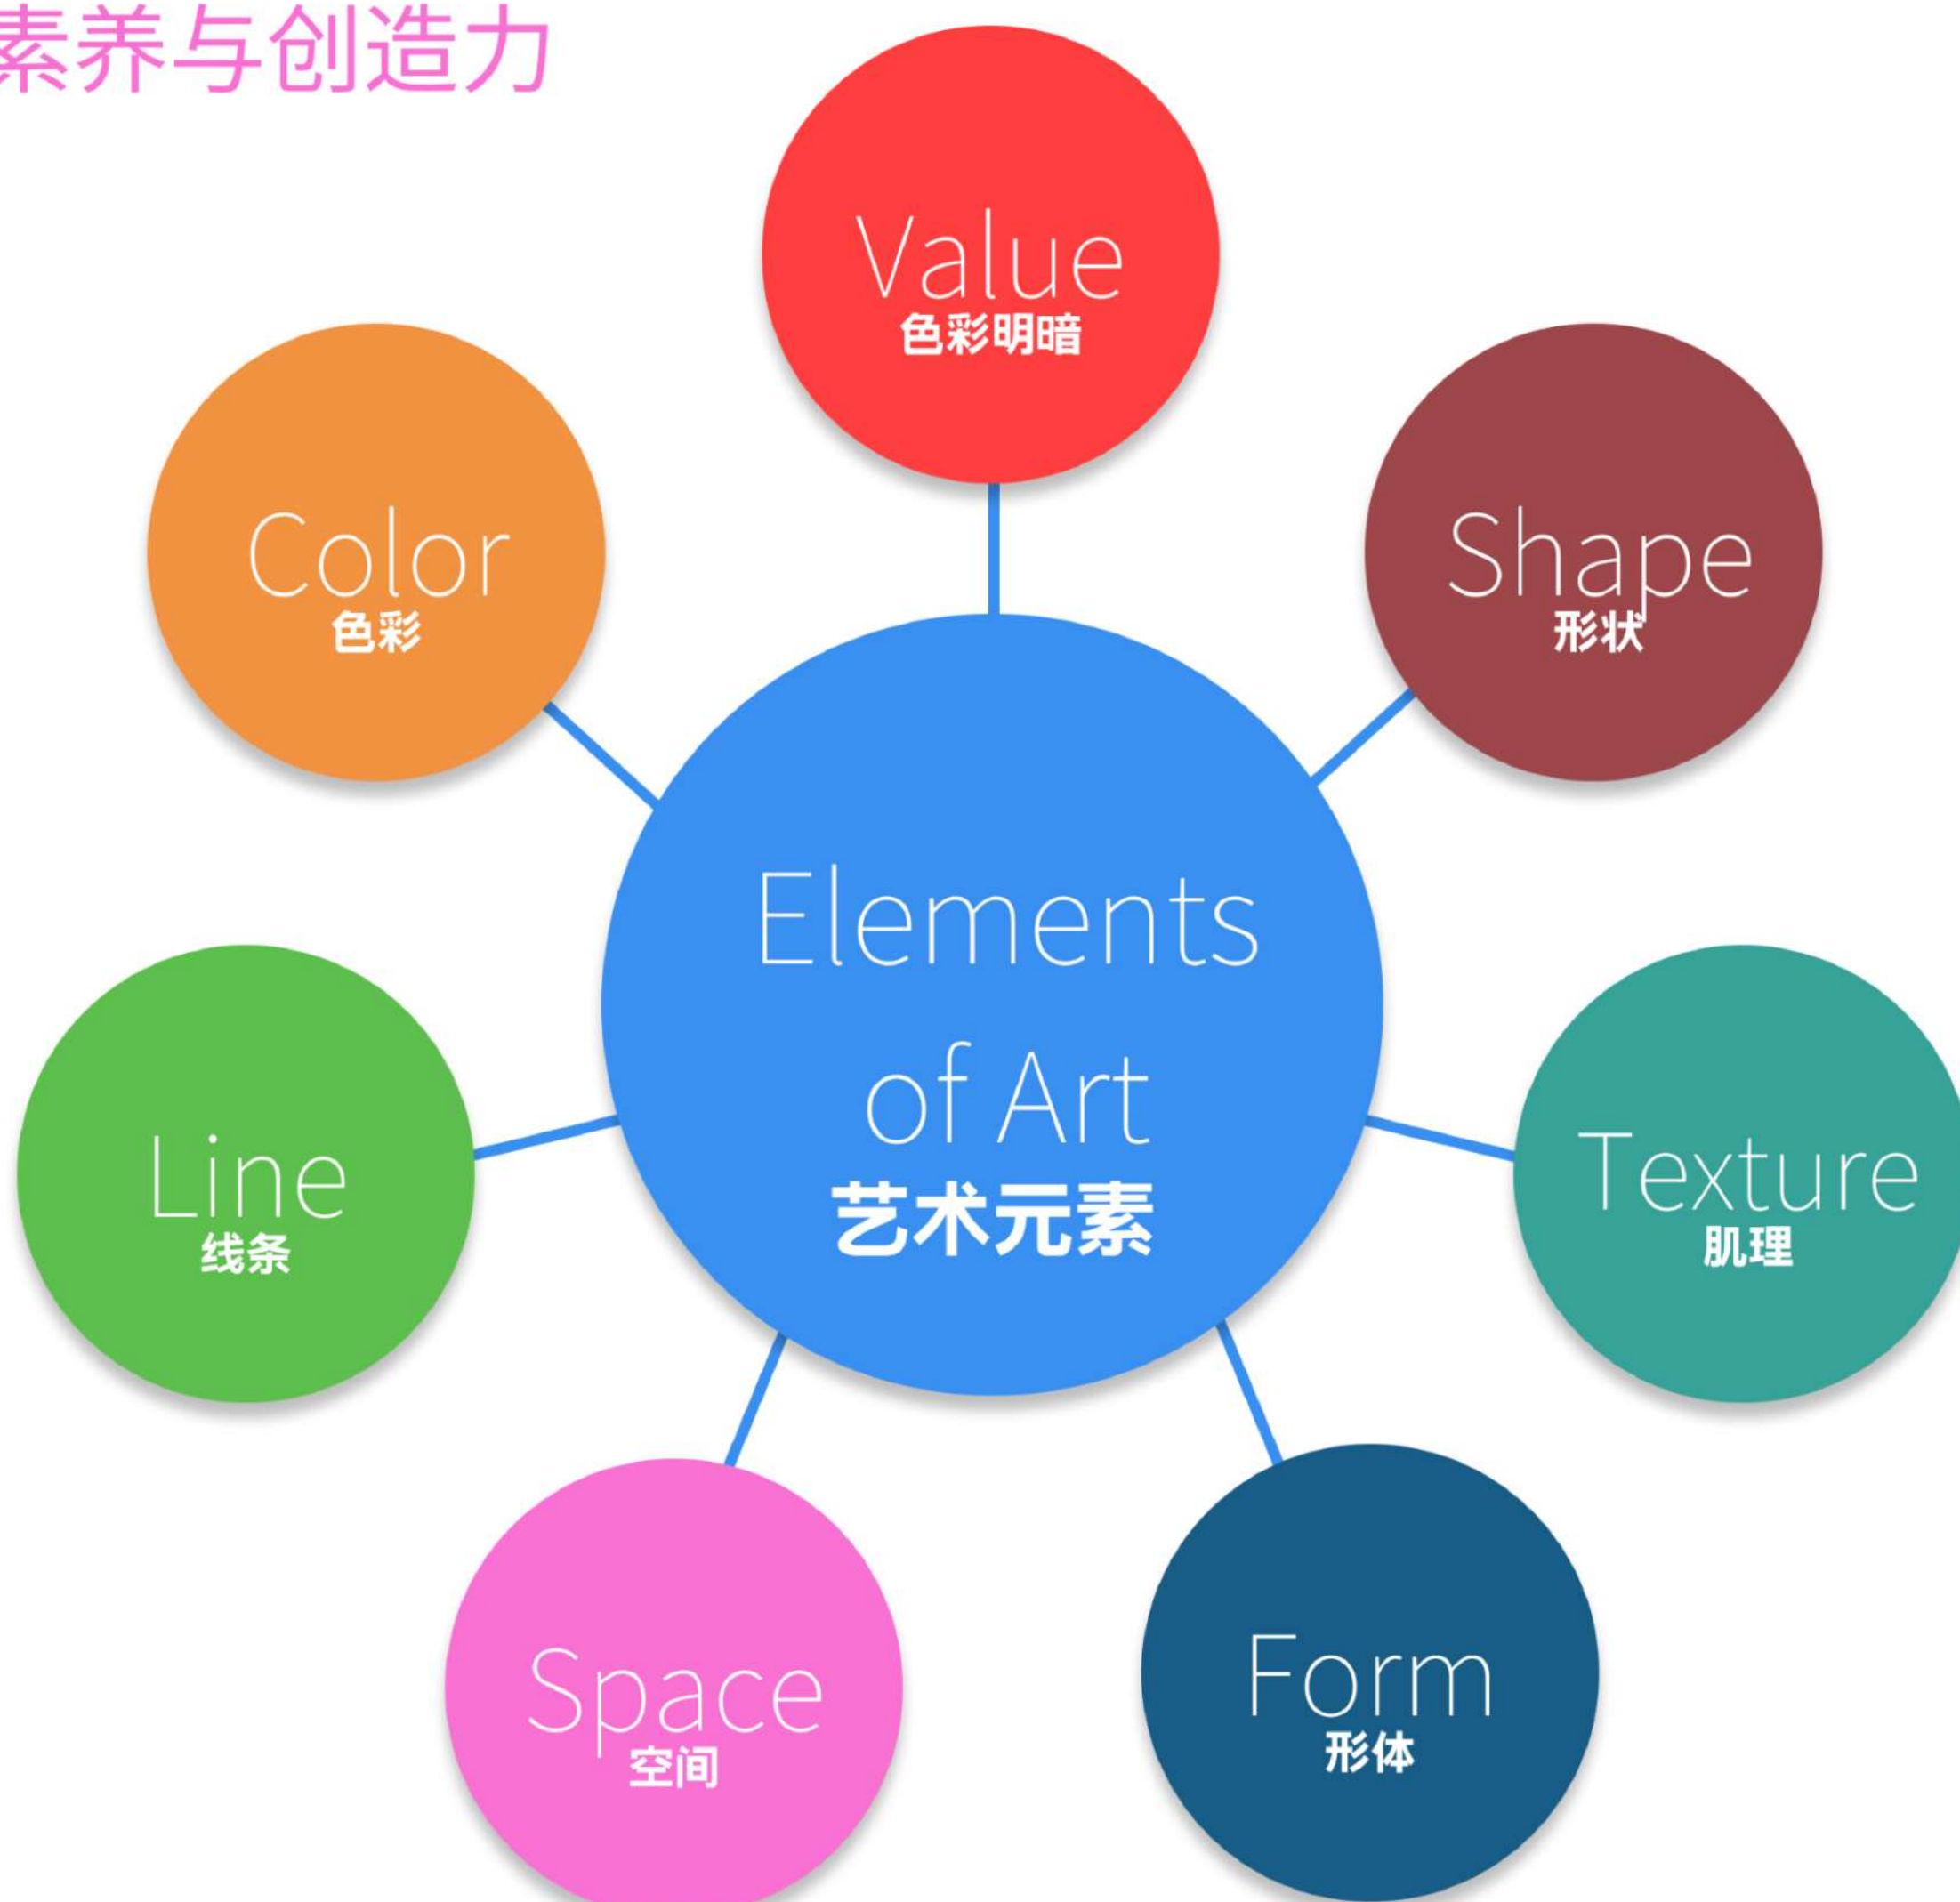 素养与创造力
Value
色彩明暗
Color
色彩
Shape
形状
Elements
of Art
艺术元素
Line
线条
Texture
肌理
Space
空间
Form
形体